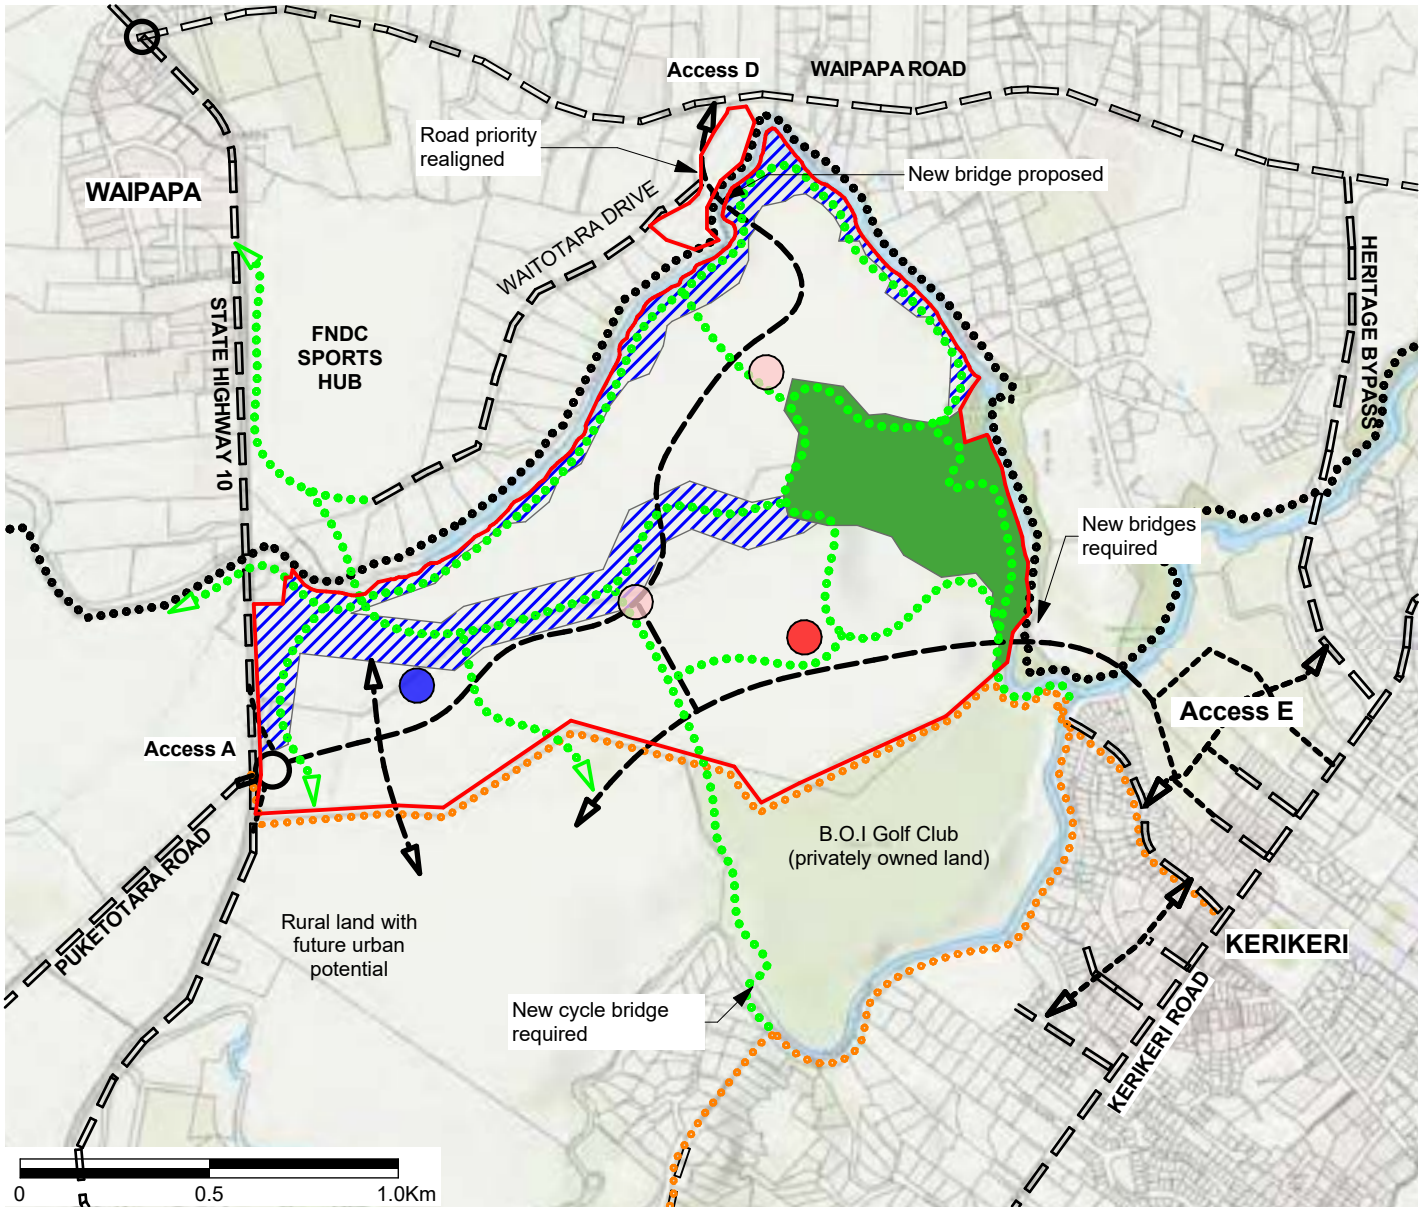 Access D
WAIPAPA ROAD
Road priority
realigned
New bridge proposed
WAIPAPA
WAITOTARA DRIVE
HERITAGE BYPASS
STATE HIGHWAY 10
FNDC
SPORTS
HUB
New bridges
required
Access E
Access A
B.O.I Golf Club
(privately owned land)
PUKETOTARA ROAD
Rural land with
future urban
potential
KERIKERI
New cycle bridge
required
KERIKERI ROAD
0 0.5 1.0Km